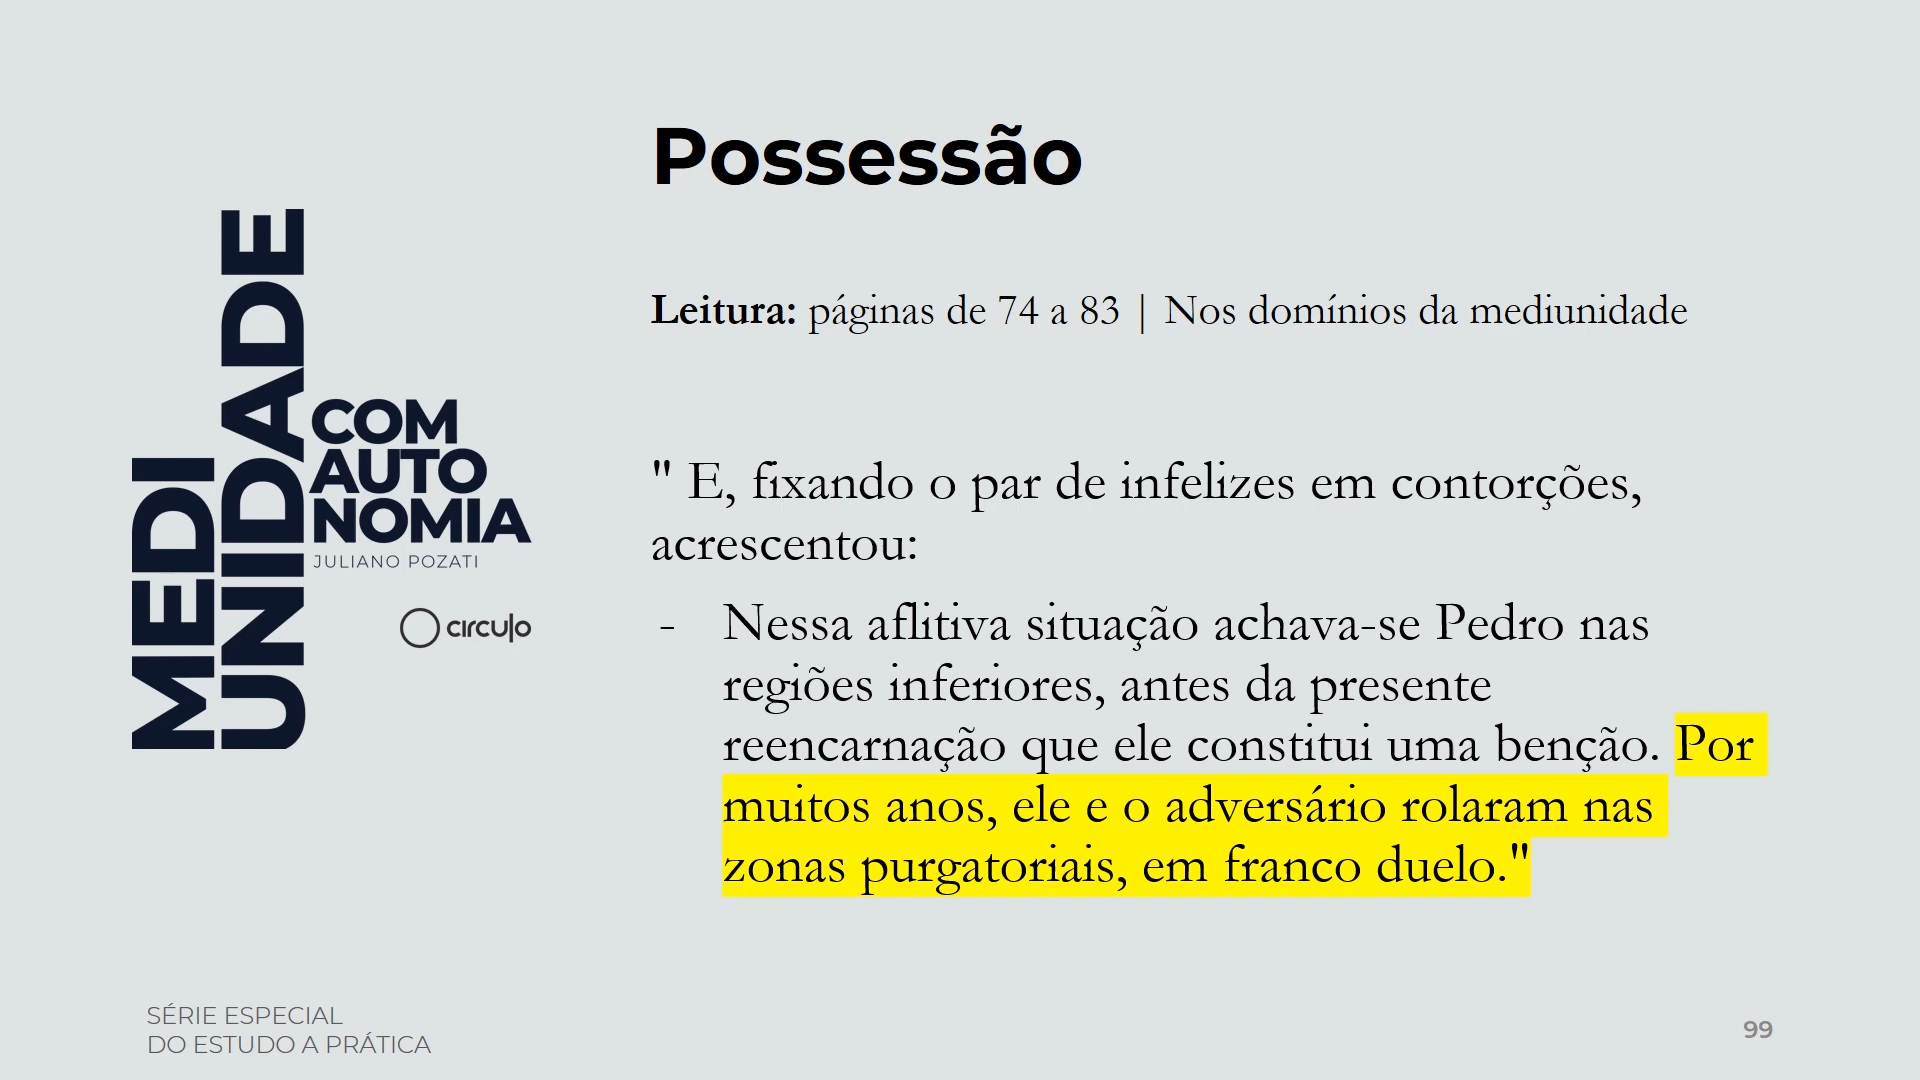 Possessão
Leitura: páginas de 74 a 83 | Nos domínios da mediunidade
MEDI
UNIDADE
COM
AUTO
NOMIA
JULIANO POZATI
circulo
" E, fixando o par de infelizes em contorções,
acrescentou:
- Nessa aflitiva situação achava-se Pedro nas
regiões inferiores, antes da presente
reencarnação que ele constitui uma benção. Por
muitos anos, ele e o adversário rolaram nas
zonas purgatoriais, em franco duelo."
SÉRIE ESPECIAL
DO ESTUDO A PRÁTICA
99